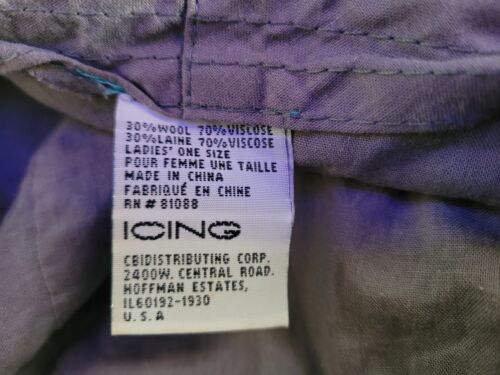 30%WOOL 70%VISCOSE
30%LAINE 70%VISCOSE
LADIES' ONE SIZE
POUR FEMME UNE TAILLE
MADE IN CHINA
FABRIQUÉ EN CHINE
RN # 81088
ICING
CBIDISTRIBUTING CORP.
2400W. CENTRAL ROAD.
HOFFMAN ESTATES,
IL60192-1930
U.S.A